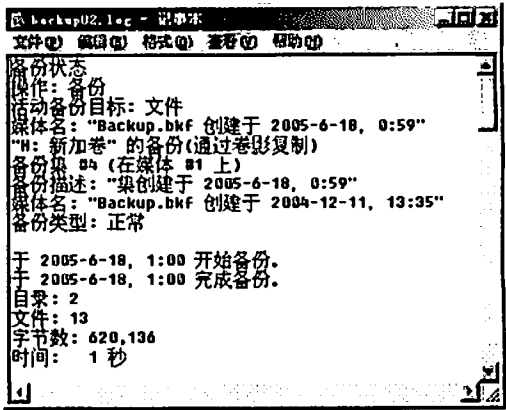 backup02.log - 记事本
文件(F) 编辑(E) 格式(O) 查看(V) 帮助(H)
备份状态
操作: 备份
活动备份目标: 文件
媒体名: "Backup.bkf 创建于 2005-6-18, 0:59"
"H: 新加卷" 的备份(通过卷影复制)
备份集 #4 (在媒体 #1 上)
备份描述: "集创建于 2005-6-18, 0:59"
媒体名: "Backup.bkf 创建于 2004-12-11, 13:35"
备份类型: 正常
于 2005-6-18, 1:00 开始备份。
于 2005-6-18, 1:00 完成备份。
目录: 2
文件: 13
字节数: 620,136
时间: 1 秒